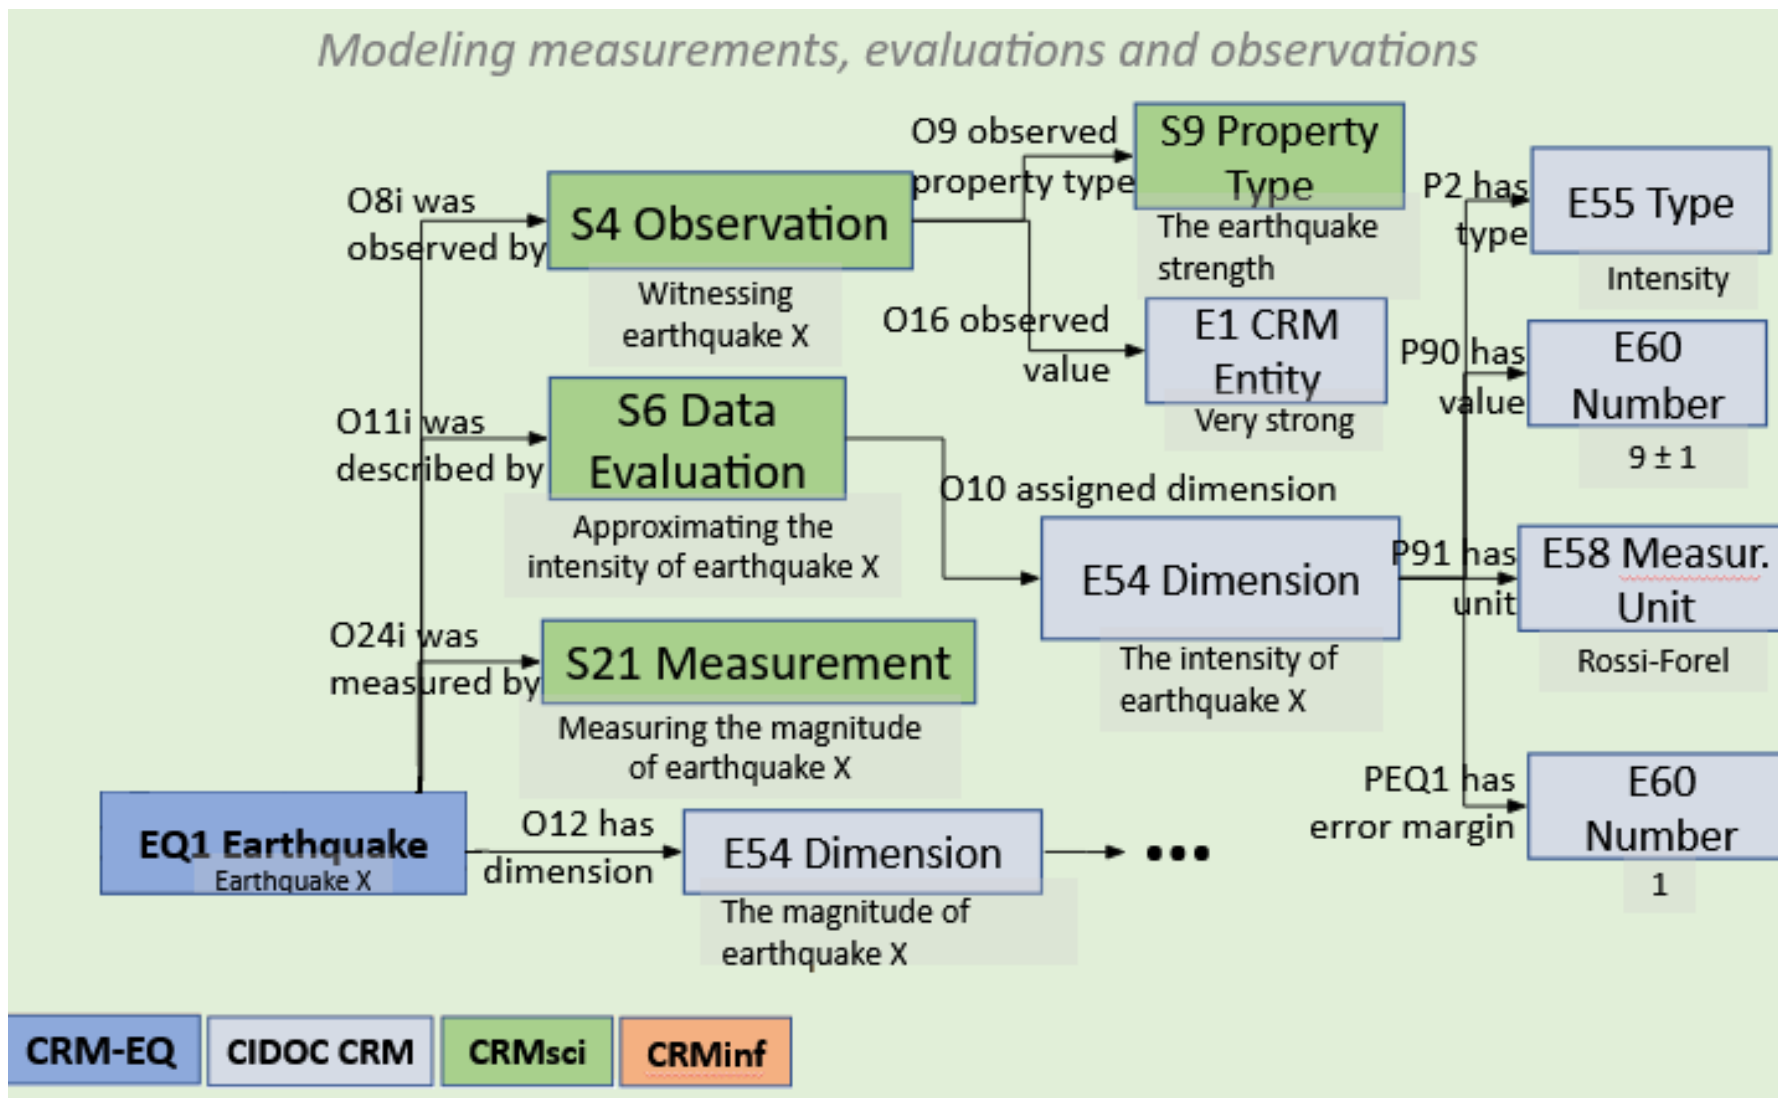 Modeling measurements, evaluations and observations
O9 observed
property type
S9 Property
Type
The earthquake
strength
P2 has
type
E55 Type
Intensity
O8i was
observed by
S4 Observation
Witnessing
earthquake X
O16 observed
value
E1 CRM
Entity
Very strong
P90 has
value
E60
Number
9 ± 1
O11i was
described by
S6 Data
Evaluation
Approximating the
intensity of earthquake X
O10 assigned dimension
E54 Dimension
The intensity of
earthquake X
P91 has
unit
E58 Measur.
Unit
Rossi-Forel
O24i was
measured by
S21 Measurement
Measuring the magnitude
of earthquake X
PEQ1 has
error margin
E60
Number
1
EQ1 Earthquake
Earthquake X
O12 has
dimension
E54 Dimension
The magnitude of
earthquake X
•••
CRM-EQ
CIDOC CRM
CRMsci
CRMinf